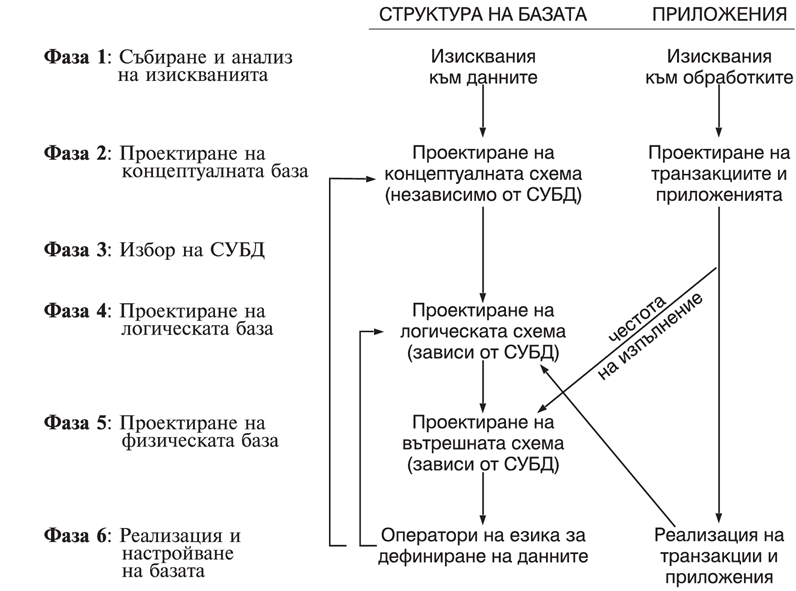 СТРУКТУРА НА БАЗАТА
ПРИЛОЖЕНИЯ
Фаза 1: Събиране и анализ
на изискванията
Изисквания
към данните
Изисквания
към обработките
Фаза 2: Проектиране на
концептуалната база
Проектиране на
концептуалната схема
(независимо от СУБД)
Проектиране на
транзакциите и
приложенията
Фаза 3: Избор на СУБД
Фаза 4: Проектиране на
логическата база
Проектиране на
логическата схема
(зависи от СУБД)
честота
на изпълнение
Фаза 5: Проектиране на
физическата база
Проектиране на
вътрешната схема
(зависи от СУБД)
Фаза 6: Реализация и
настройване
на базата
Оператори на езика за
дефиниране на данните
Реализация на
транзакции и
приложения